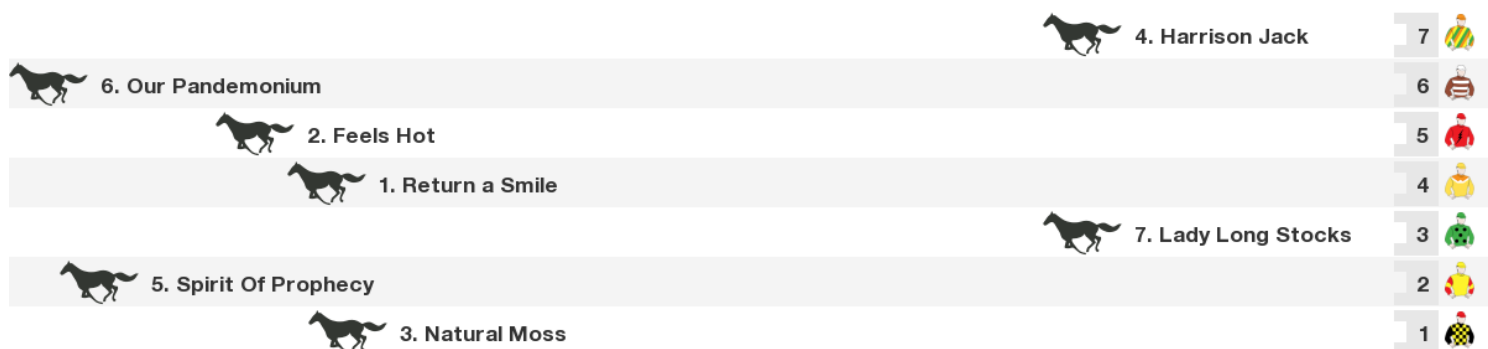 4. Harrison Jack 7
6. Our Pandemonium 6
2. Feels Hot 5
1. Return a Smile 4
7. Lady Long Stocks 3
5. Spirit Of Prophecy 2
3. Natural Moss 1